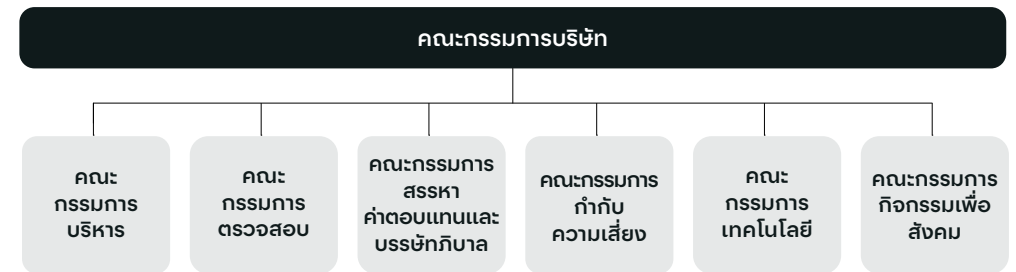 คณะกรรมการบริษัท
คณะ
กรรมการ
บริหาร
คณะ
กรรมการ
ตรวจสอบ
คณะกรรมการ
สรรหา
ค่าตอบแทนและ
บรรษัทภิบาล
คณะกรรมการ
กำกับ
ความเสี่ยง
คณะ
กรรมการ
เทคโนโลยี
คณะกรรมการ
กิจกรรมเพื่อ
สังคม